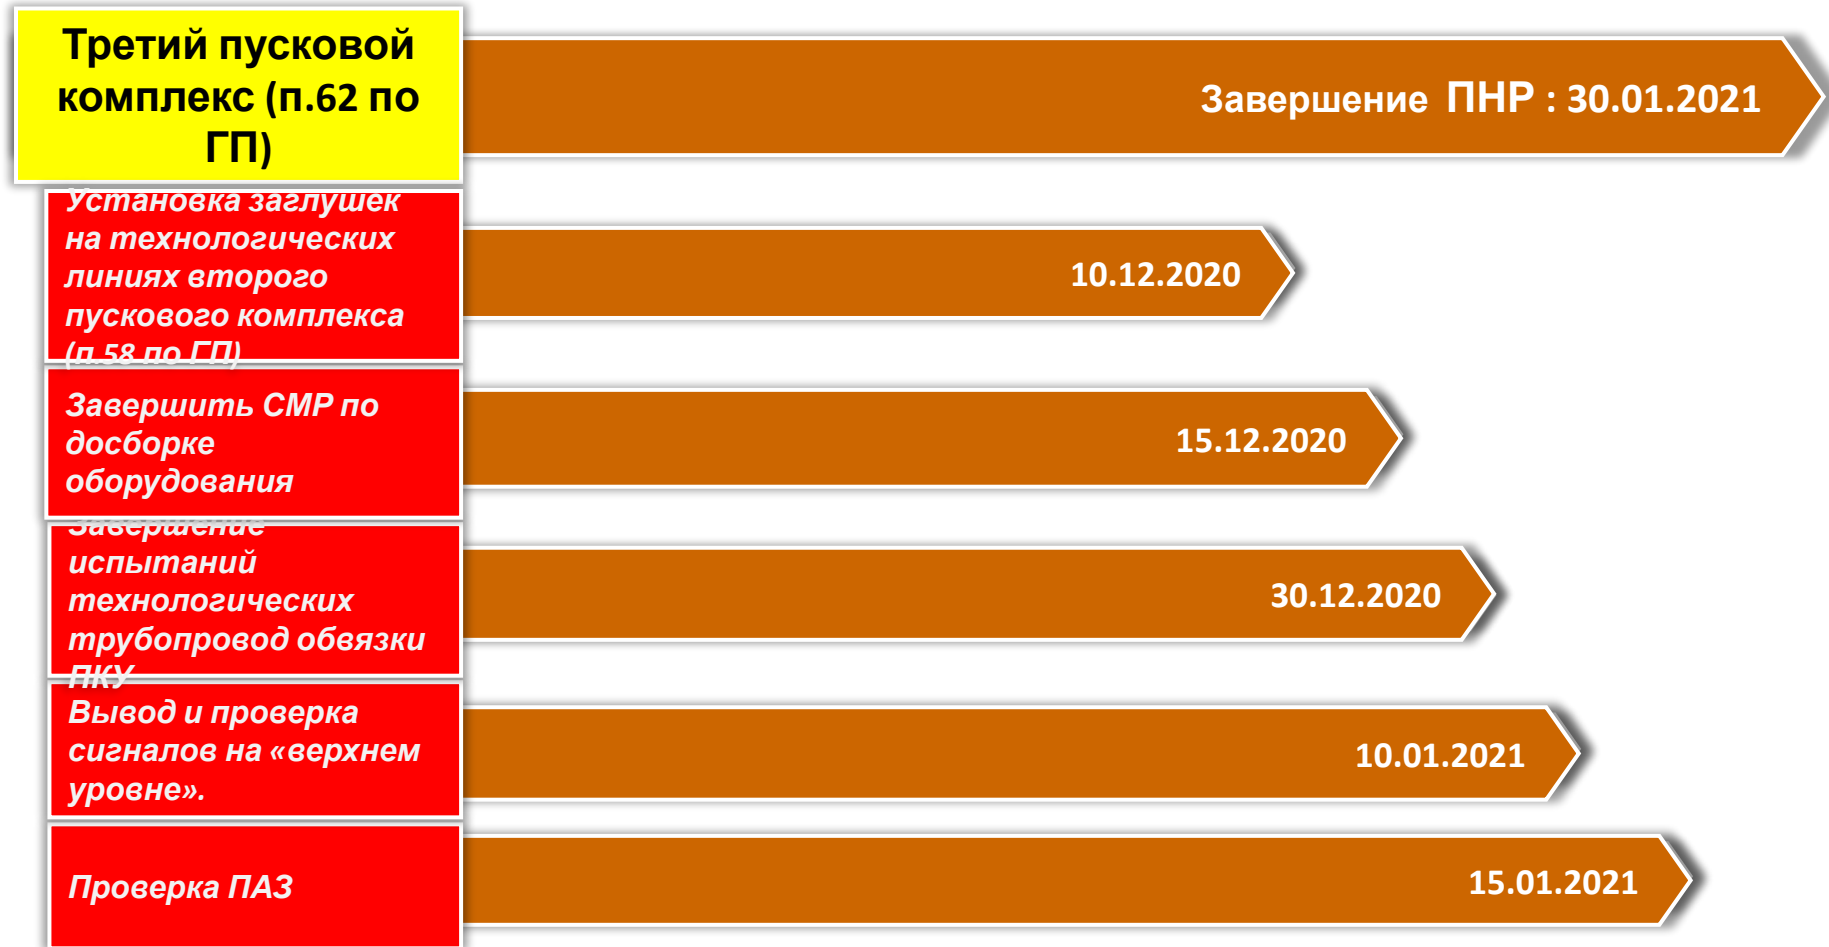 Третий пусковой
комплекс (п.62 по
ГП)
Завершение ПНР : 30.01.2021
Установка заглушек
на технологических
линиях второго
пускового комплекса
(п.58 по ГП)
10.12.2020
Завершить СМР по
досборке
оборудования
15.12.2020
Завершение
испытаний
технологических
трубопровод обвязки
ПКУ
30.12.2020
Вывод и проверка
сигналов на «верхнем
уровне».
10.01.2021
Проверка ПАЗ
15.01.2021